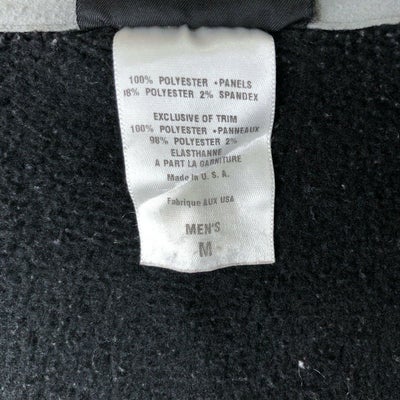 100% POLYESTER •PANELS
98% POLYESTER 2% SPANDEX
EXCLUSIVE OF TRIM
100% POLYESTER •PANNEAUX
98% POLYESTER 2%
ELASTHANNE
A PART LA GARNITURE
Made in U. S. A.
Fabrique AUX USA
MEN'S
M